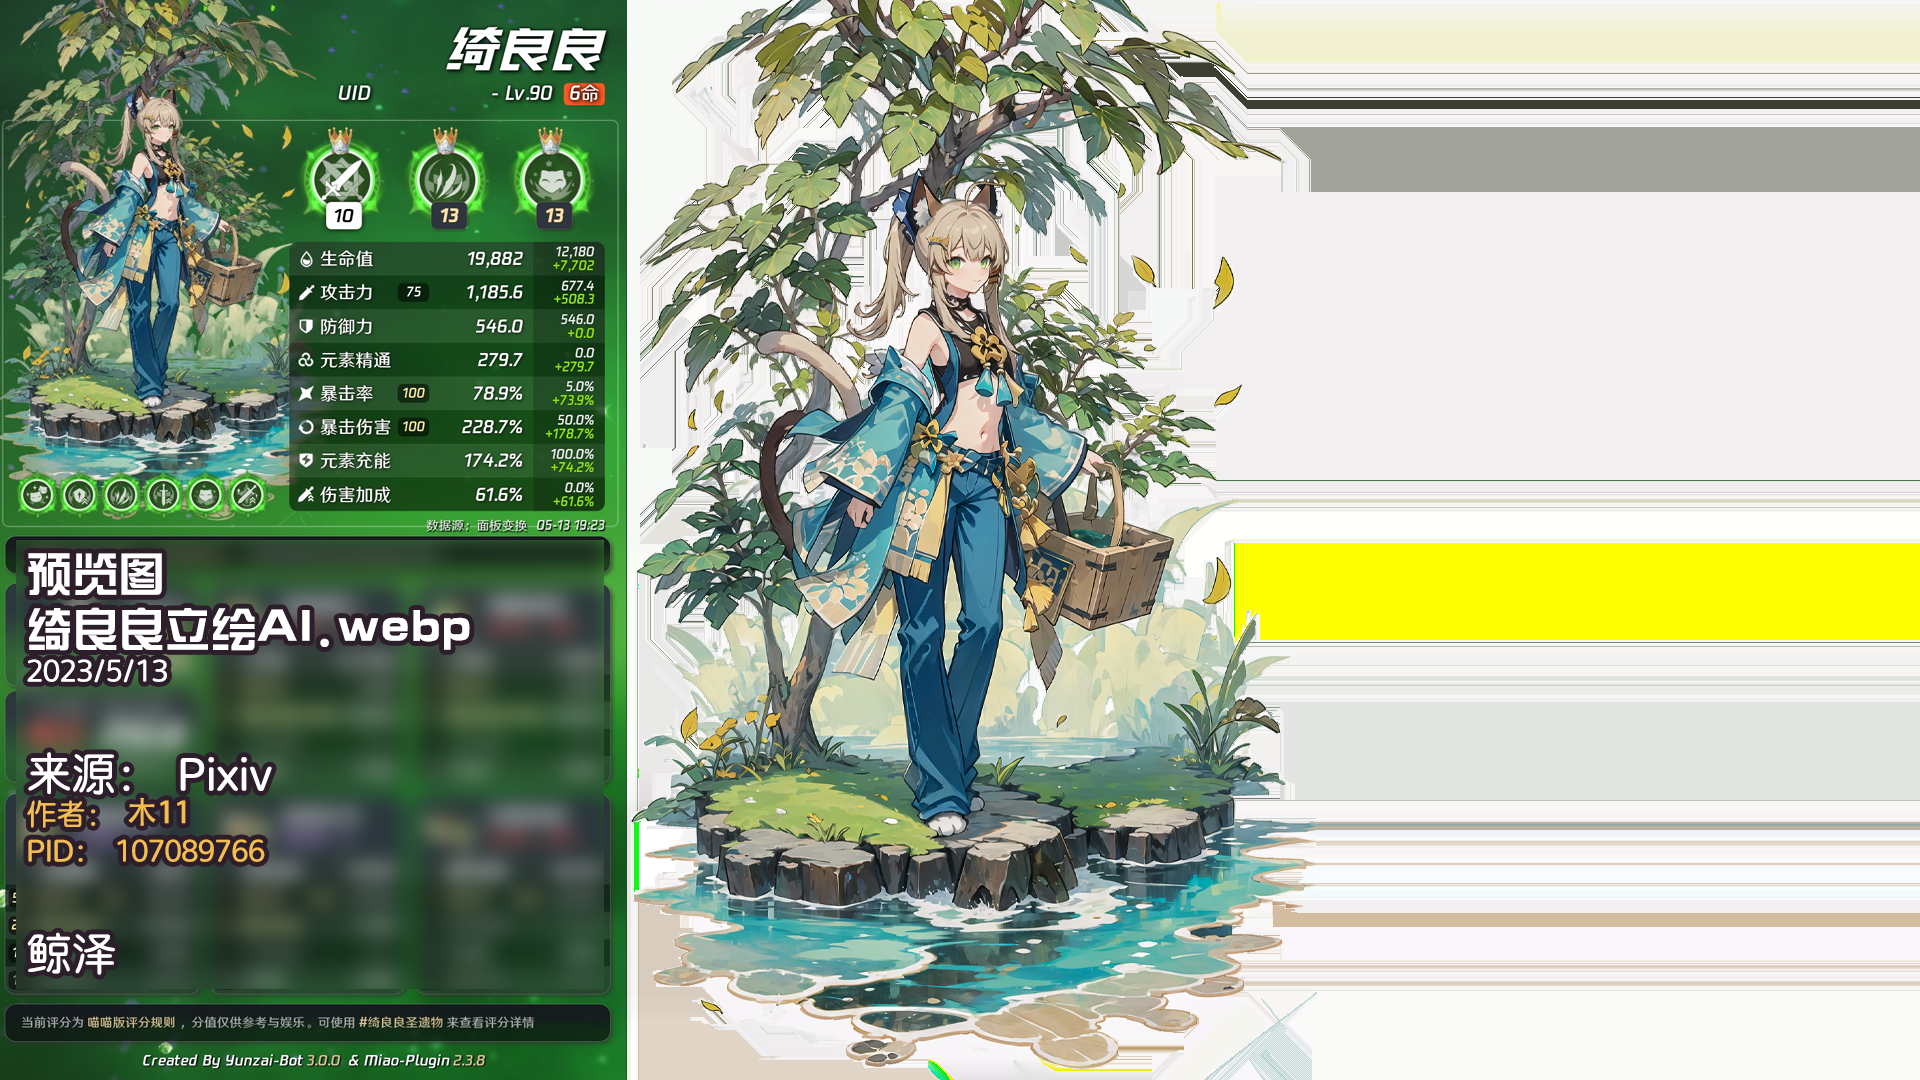 绮良良
UID - Lv.90 6命
10 13 13
生命值 19,882 12,180 +7,702
攻击力 75 1,185.6 677.4 +508.3
防御力 546.0 546.0 +0.0
元素精通 279.7 0.0 +279.7
暴击率 100 78.9% 5.0% +73.9%
暴击伤害 100 228.7% 50.0% +178.7%
元素充能 174.2% 100.0% +74.2%
伤害加成 61.6% 0.0% +61.6%
数据源：面板变换 05-13 19:23
预览图
绮良良立绘AI.webp
2023/5/13
来源： Pixiv
作者： 木11
PID： 107089766
鲸泽
当前评分为 喵喵版评分规则 ，分值仅供参考与娱乐。可使用 #绮良良圣遗物 来查看评分详情
Created By Yunzai-Bot 3.0.0 & Miao-Plugin 2.3.8